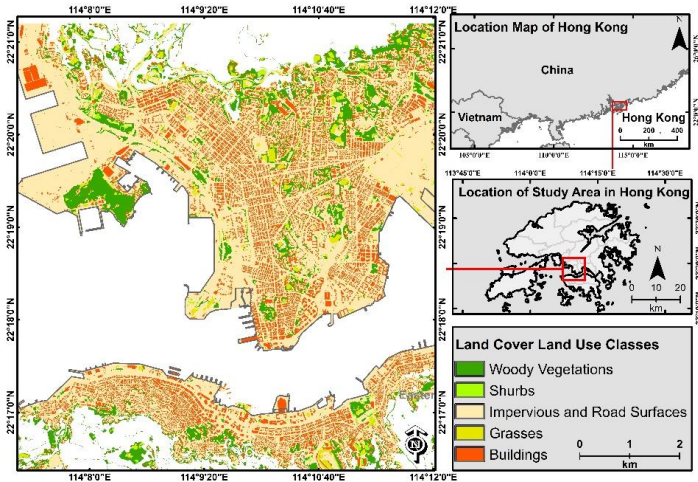 114°8'0"E 114°9'20"E 114°10'40"E 114°12'0"E
22°21'0"N
22°20'0"N
22°19'0"N
22°18'0"N
22°17'0"N
Eastern
N
114°8'0"E 114°9'20"E 114°10'40"E 114°12'0"E
Location Map of Hong Kong
N
China
Vietnam
Hong Kong
0 200 400
km
105°0'0"E 110°0'0"E 115°0'0"E
113°45'0"E 114°0'0"E 114°15'0"E 114°30'0"E
Location of Study Area in Hong Kong
N
0 10 20
km
Land Cover Land Use Classes
Woody Vegetations
Shurbs
Impervious and Road Surfaces
Grasses
Buildings
0 1 2
km